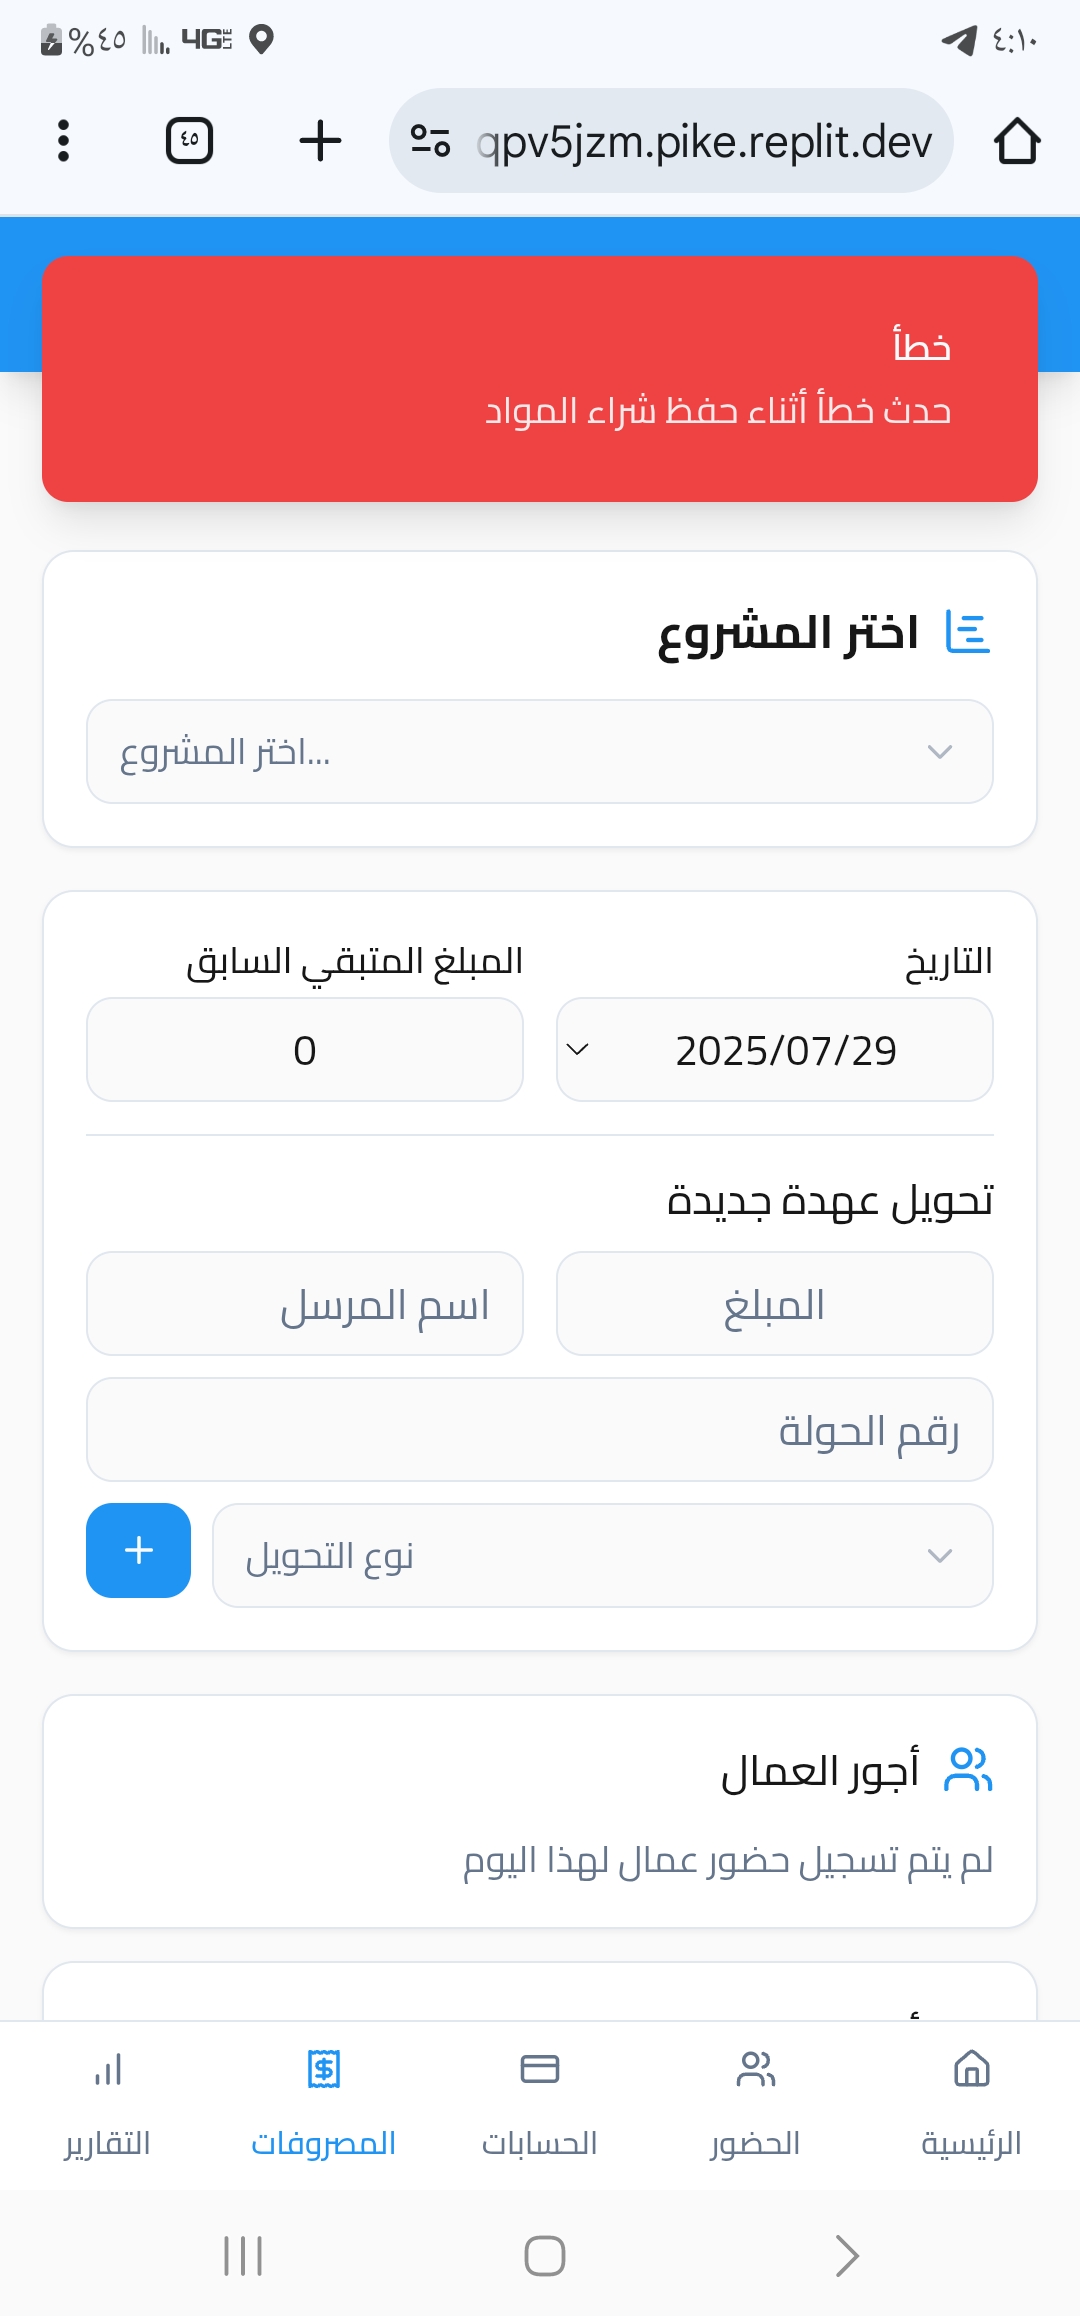 %٤٥ 4G LTE ٤:١٠
٤٥ qpv5jzm.pike.replit.dev
خطأ
حدث خطأ أثناء حفظ شراء المواد
اختر المشروع
اختر المشروع...
التاريخ
المبلغ المتبقي السابق
2025/07/29
0
تحويل عهدة جديدة
المبلغ
اسم المرسل
رقم الحولة
نوع التحويل
أجور العمال
لم يتم تسجيل حضور عمال لهذا اليوم
الرئيسية
الحضور
الحسابات
المصروفات
التقارير